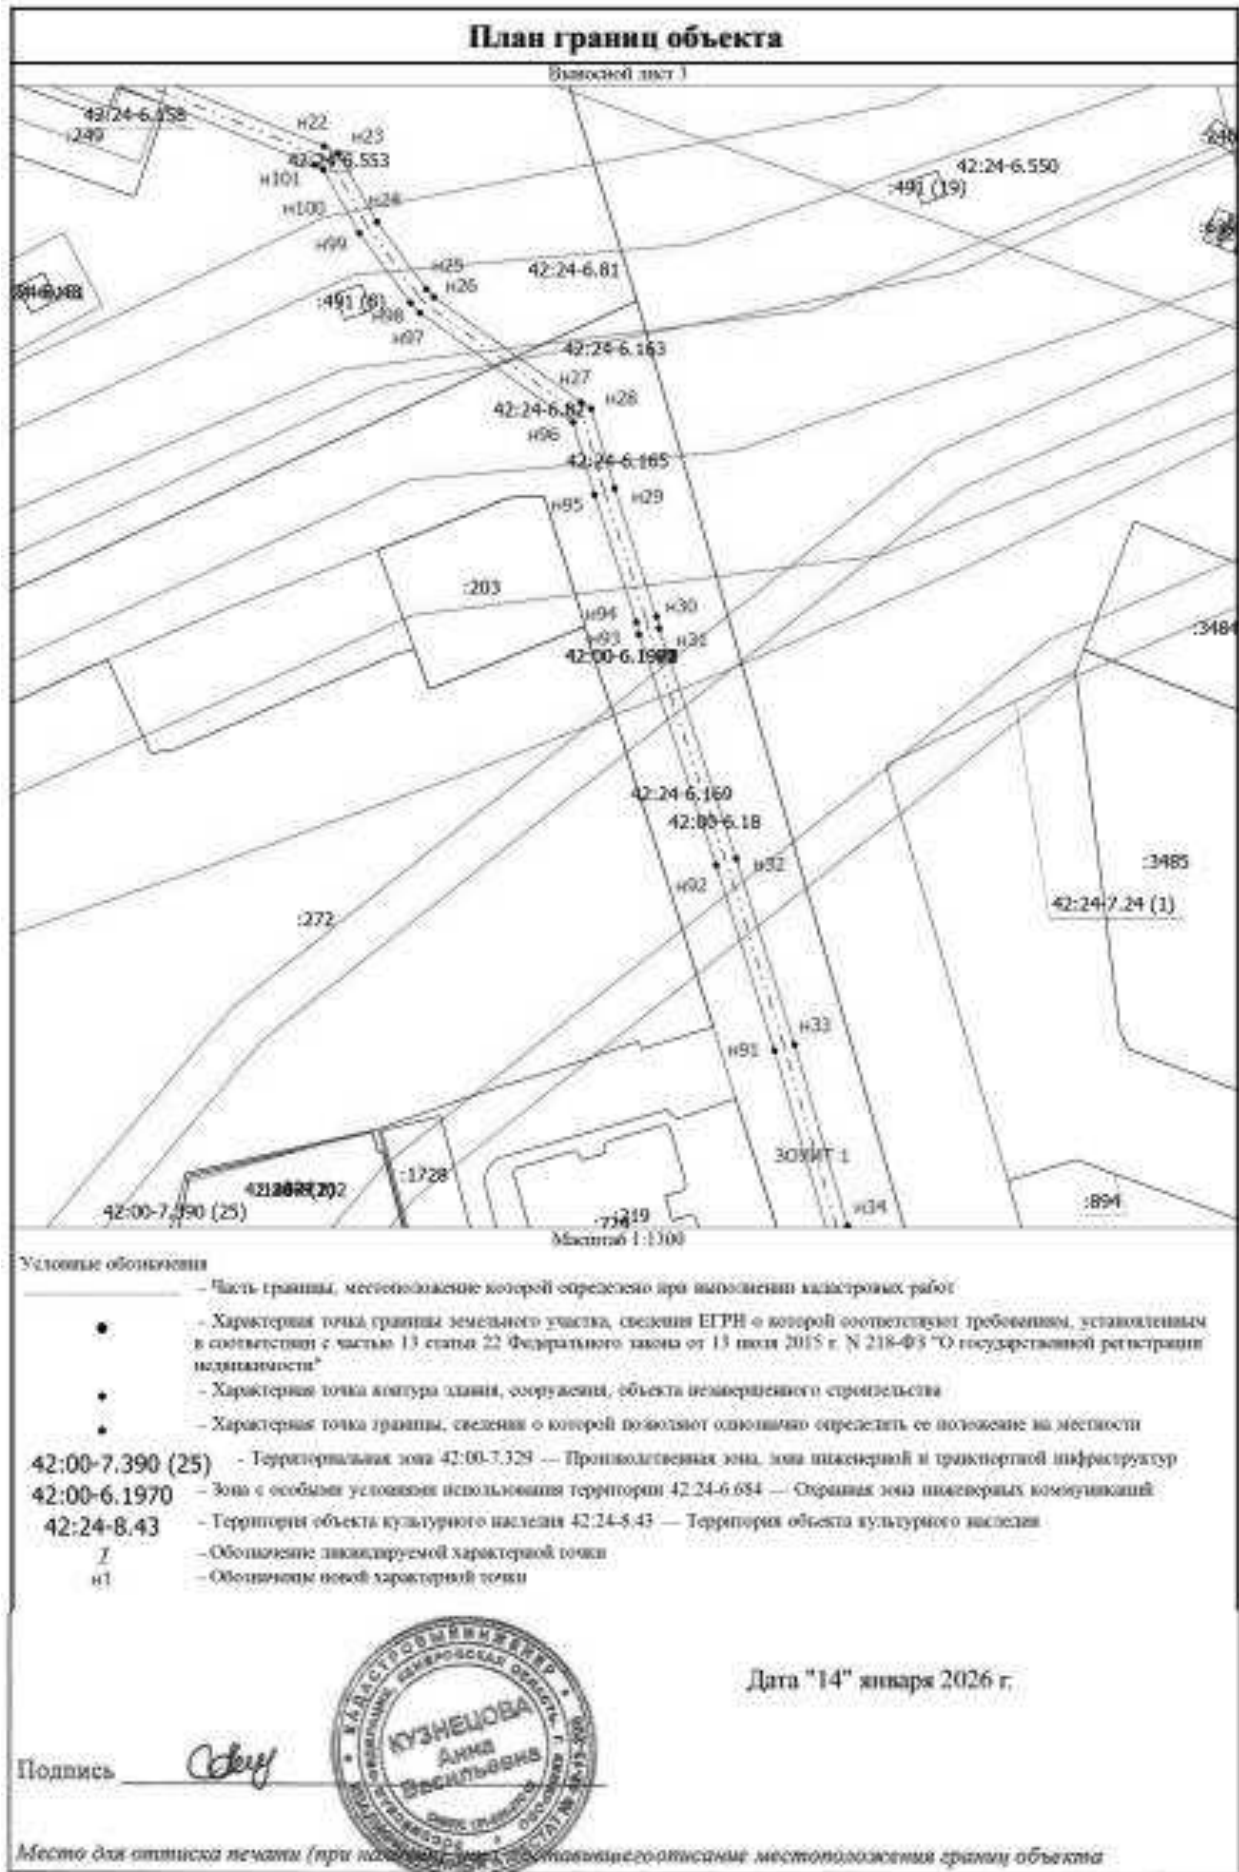 План границ объекта
Выносной лист 3
42:24-6.158
:249
н22
н23
42:24-6.553
н101
н100
н24
н99
42:24-6.550
:491 (19)
н25
н26
42:24-6.81
:491 (8)
н98
н97
42:24-6.163
н27
н28
42:24-6.82
н96
42:24-6.165
н29
н95
:203
н94
н30
н93
н31
:3484
42:24-6.169
42:00-6.18
н92
н32
:3485
42:24-7.24 (1)
:272
н33
н91
ЗОУИТ 1
:1728
42:00-7.390 (25)
:219
н34
:894
Масштаб 1:1300
Условные обозначения
– Часть границы, местоположение которой определено при выполнении кадастровых работ
– Характерная точка границы земельного участка, сведения ЕГРН о которой соответствуют требованиям, установленным
в соответствии с частью 13 статьи 22 Федерального закона от 13 июля 2015 г. N 218-ФЗ "О государственной регистрации
недвижимости"
– Характерная точка контура здания, сооружения, объекта незавершенного строительства
– Характерная точка границы, сведения о которой позволяют однозначно определить ее положение на местности
42:00-7.390 (25) - Территориальная зона 42:00-7.329 — Производственная зона, зона инженерной и транспортной инфраструктур
42:00-6.1970 – Зона с особыми условиями использования территории 42:24-6.684 — Охранная зона инженерных коммуникаций
42:24-8.43 – Территория объекта культурного наследия 42:24-8.43 — Территория объекта культурного наследия
7 – Обозначение ликвидируемой характерной точки
н1 – Обозначение новой характерной точки
Дата "14" января 2026 г.
КАДАСТРОВЫЙ ИНЖЕНЕР
КЕМЕРОВСКАЯ ОБЛАСТЬ
КУЗНЕЦОВА
Анна
Васильевна
Подпись
Место для оттиска печати (при описание местоположения границ объекта